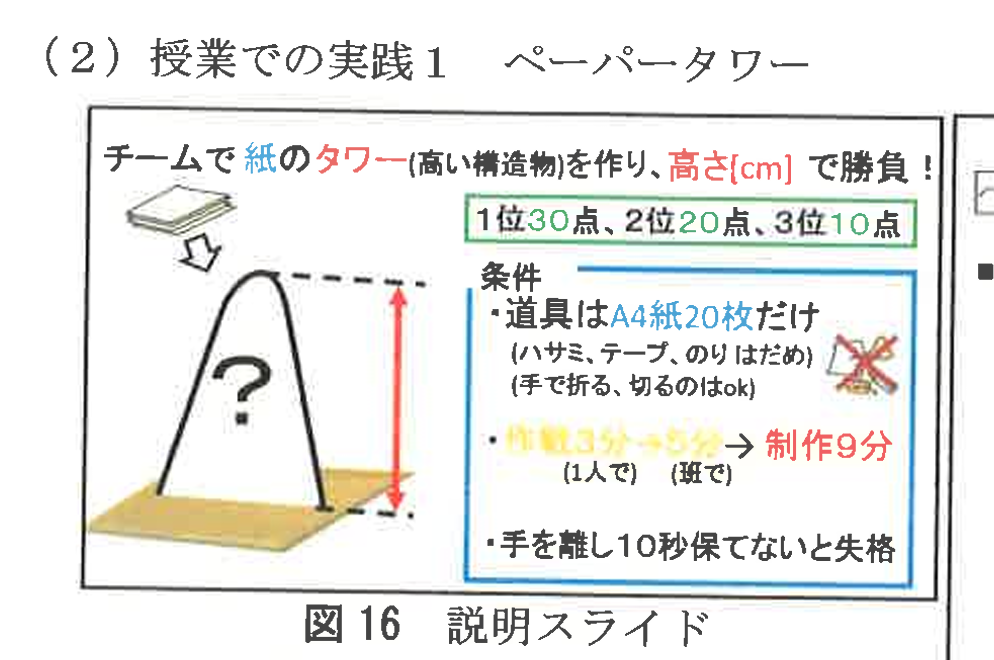 （2）授業での実践1　ペーパータワー
チームで紙のタワー(高い構造物)を作り、高さ[cm] で勝負！
1位30点、2位20点、3位10点
条件
・道具はA4紙20枚だけ
(ハサミ、テープ、のり はだめ)
(手で折る、切るのはok)
?
・作戦3分→5分→ 制作9分
(1人で)　(班で)
・手を離し10秒保てないと失格
図16　説明スライド